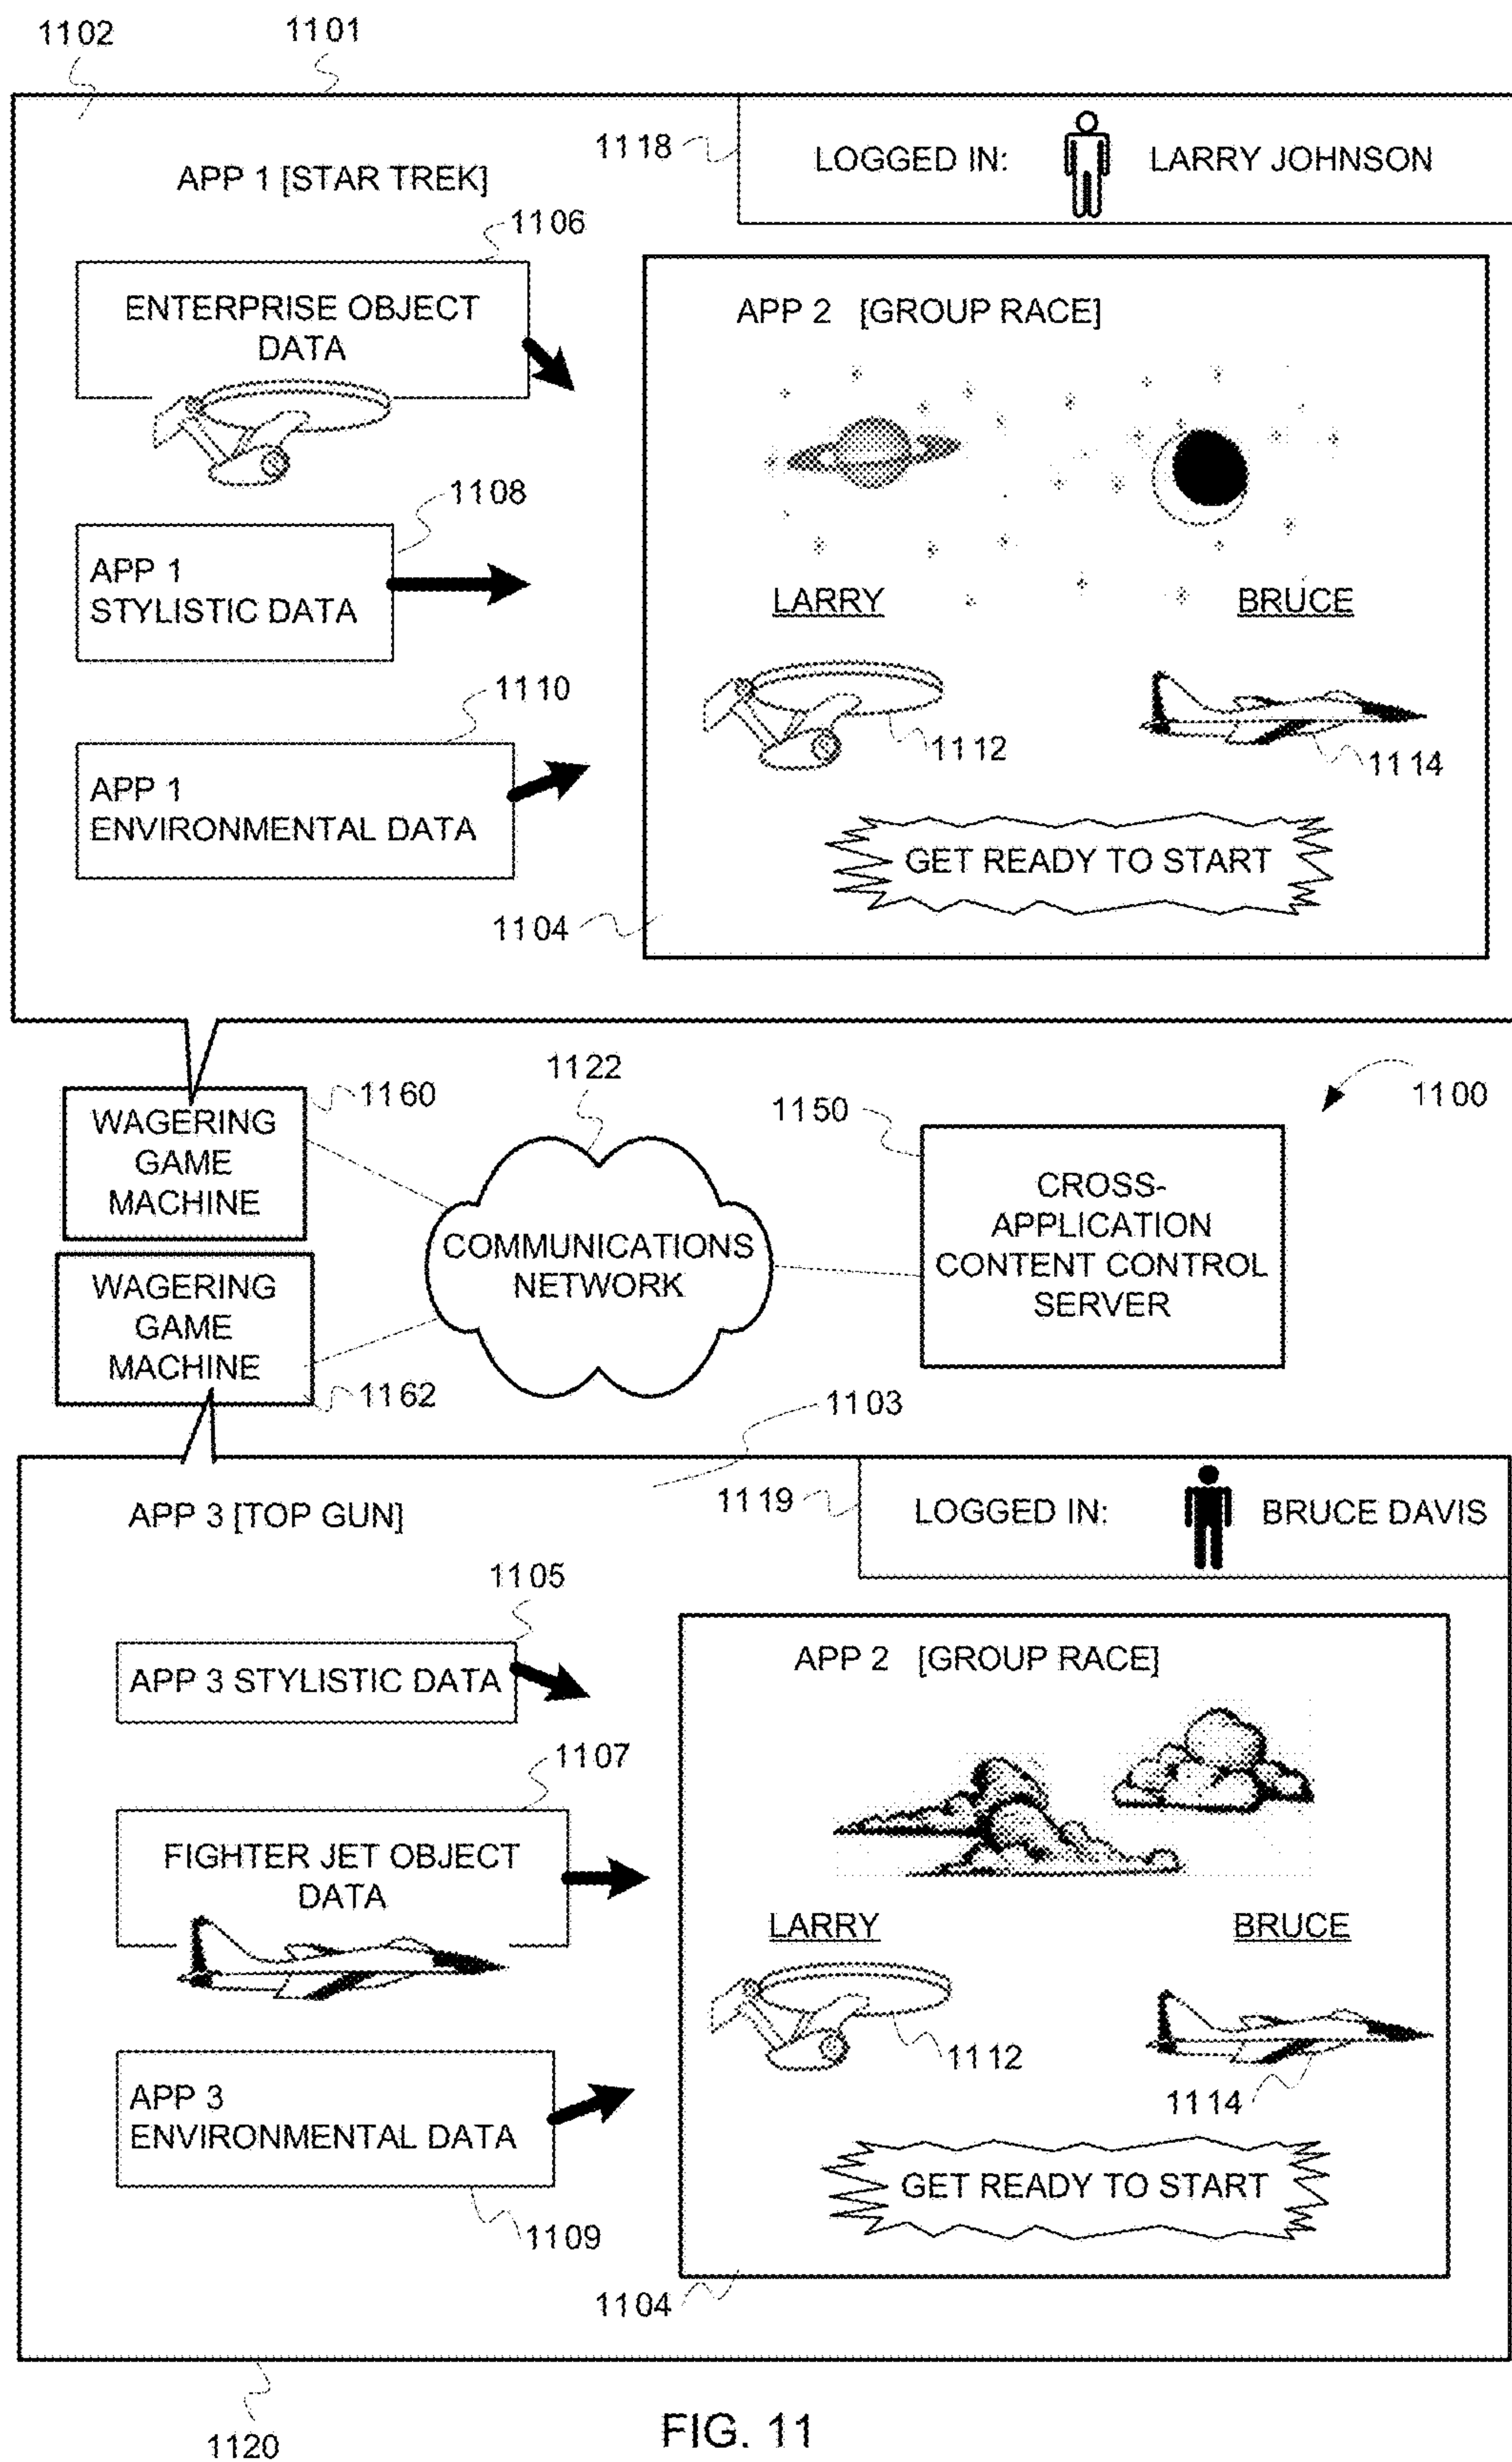 1102
1101
1118
LOGGED IN:
LARRY JOHNSON
APP 1 [STAR TREK]
1106
ENTERPRISE OBJECT
DATA
1108
APP 1
STYLISTIC DATA
1110
APP 1
ENVIRONMENTAL DATA
APP 2 [GROUP RACE]
LARRY
BRUCE
1112
1114
GET READY TO START
1104
1160
WAGERING
GAME
MACHINE
WAGERING
GAME
MACHINE
1162
1122
COMMUNICATIONS
NETWORK
1150
CROSS-
APPLICATION
CONTENT CONTROL
SERVER
1100
1103
APP 3 [TOP GUN]
1119
LOGGED IN:
BRUCE DAVIS
1105
APP 3 STYLISTIC DATA
1107
FIGHTER JET OBJECT
DATA
APP 3
ENVIRONMENTAL DATA
1109
APP 2 [GROUP RACE]
LARRY
BRUCE
1112
1114
GET READY TO START
1104
1120
FIG. 11